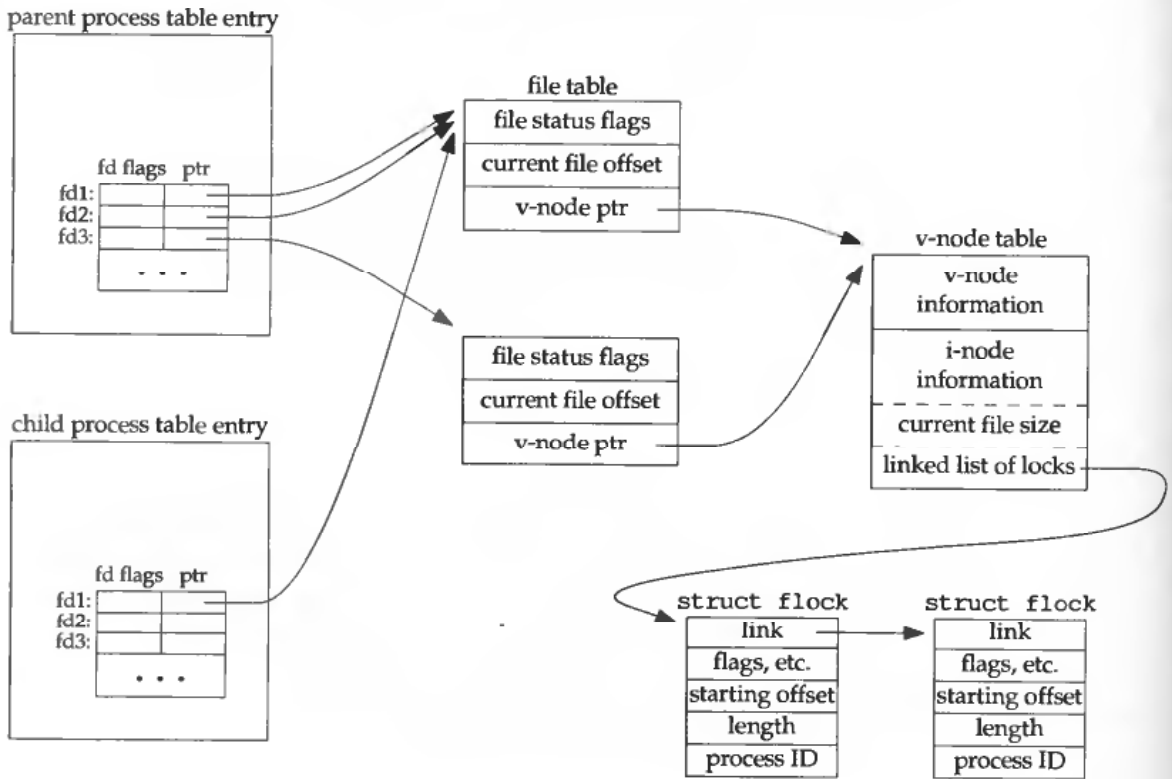 parent process table entry
fd flags ptr
fd1:
fd2:
fd3:
. . .
file table
file status flags
current file offset
v-node ptr
file status flags
current file offset
v-node ptr
v-node table
v-node
information
i-node
information
current file size
linked list of locks
child process table entry
fd flags ptr
fd1:
fd2:
fd3:
. . .
struct flock
link
flags, etc.
starting offset
length
process ID
struct flock
link
flags, etc.
starting offset
length
process ID